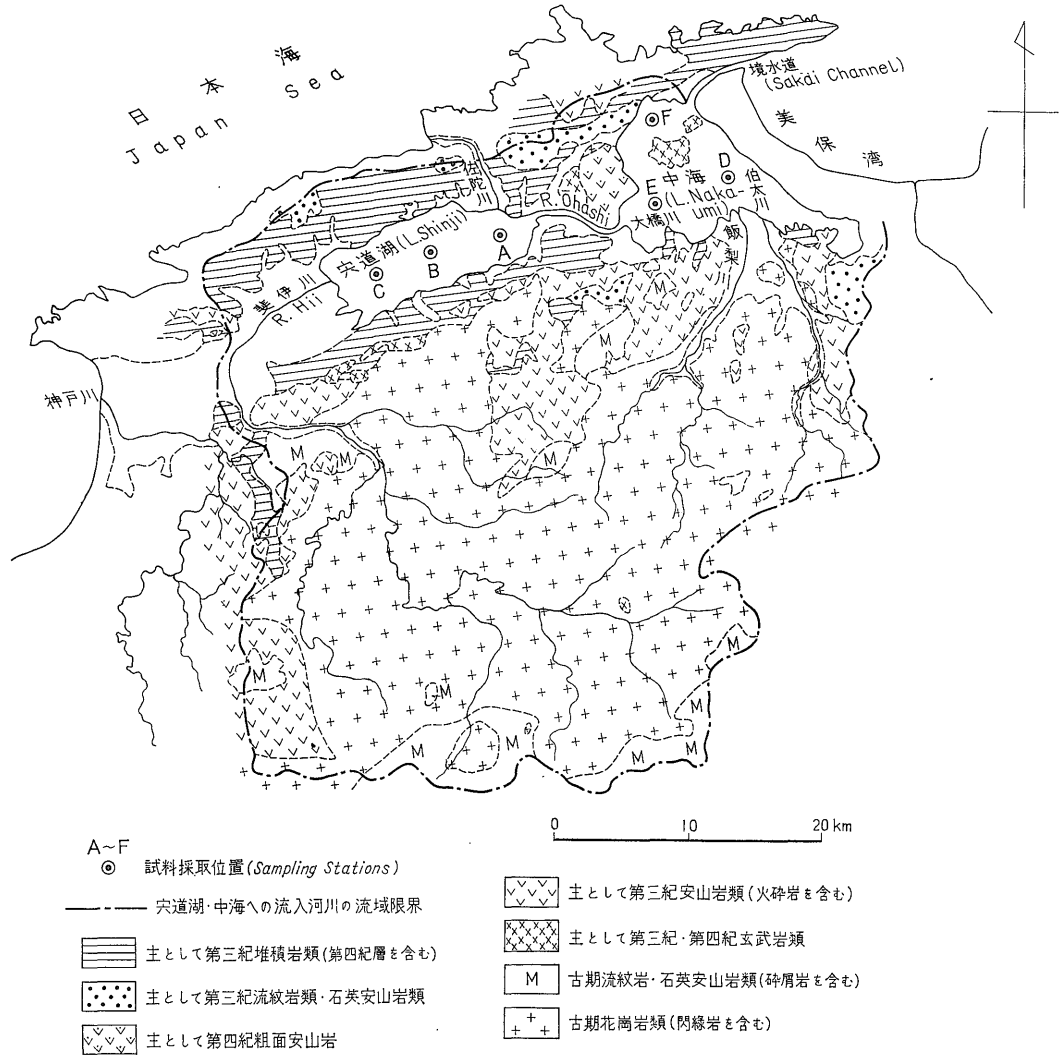 日本海
Japan Sea
境水道
(Sakai Channel)
美保湾
F
D
佐陀川
R. Ōhashi
E
中海
(L. Naka-umi)
伯太川
大橋川
飯梨
宍道湖 (L. Shinji)
A
B
C
斐伊川
R. Hii
神戸川
M
M
M
M
M
M
M
M
M
M
M
M
M
0 10 20 km
A~F
試料採取位置 (Sampling Stations)
宍道湖・中海への流入河川の流域限界
主として第三紀堆積岩類(第四紀層を含む)
主として第三紀流紋岩類・石英安山岩類
主として第四紀粗面安山岩
主として第三紀安山岩類(火砕岩を含む)
主として第三紀・第四紀玄武岩類
M 古期流紋岩・石英安山岩類(砕屑岩を含む)
古期花崗岩類(閃緑岩を含む)